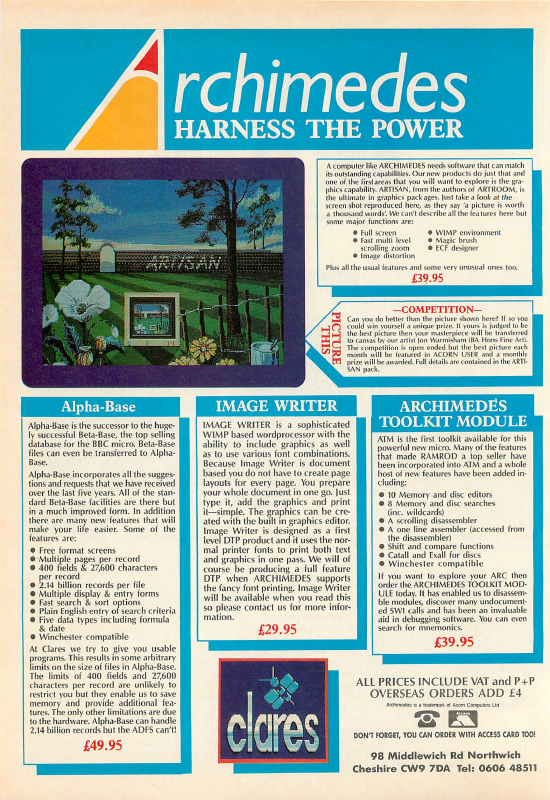 Archimedes
HARNESS THE POWER
A computer like ARCHIMEDES needs software that can match
its outstanding capabilities. Our new products do just that and
one of the first areas that you will want to explore is the gra-
phics capability. ARTISAN, from the authors of ARTROOM, is
the ultimate in graphics packages. Just take a look at the
screen shot reproduced here, as they say 'a picture is worth
a thousand words'. We can't describe all the features here but
some major functions are:
● Full screen
● Fast multi level
scrolling zoom
● Image distortion
● WIMP environment
● Magic brush
● ECF designer
Plus all the usual features and some very unusual ones too.
£39.95
ARTISAN
PICTURE
THIS
—COMPETITION—
Can you do better than the picture shown here? If so you
could win yourself a unique prize. If yours is judged to be
the best picture then your masterpiece will be transferred
to canvas by our artist Jon Warmisham (BA Hons Fine Art).
The competition is open ended but the best picture each
month will be featured in ACORN USER and a monthly
prize will be awarded. Full details are contained in the ARTI-
SAN pack.
Alpha-Base
Alpha-Base is the successor to the huge-
ly successful Beta-Base, the top selling
database for the BBC micro. Beta-Base
files can even be transferred to Alpha-
Base.
Alpha-Base incorporates all the sugges-
tions and requests that we have received
over the last five years. All of the stan-
dard Beta-Base facilities are there but
in a much improved form. In addition
there are many new features that will
make your life easier. Some of the
features are:
● Free format screens
● Multiple pages per record
● 400 fields & 27,600 characters
per record
● 2.14 billion records per file
● Multiple display & entry forms
● Fast search & sort options
● Plain English entry of search criteria
● Five data types including formula
& date
● Winchester compatible
At Clares we try to give you usable
programs. This results in some arbitrary
limits on the size of files in Alpha-Base.
The limits of 400 fields and 27,600
characters per record are unlikely to
restrict you but they enable us to save
memory and provide additional fea-
tures. The only other limitations are due
to the hardware. Alpha-Base can handle
2.14 billion records but the ADFS can't!
£49.95
IMAGE WRITER
IMAGE WRITER is a sophisticated
WIMP based wordprocessor with the
ability to include graphics as well
as to use various font combinations.
Because Image Writer is document
based you do not have to create page
layouts for every page. You prepare
your whole document in one go. Just
type it, add the graphics and print
it—simple. The graphics can be cre-
ated with the built in graphics editor.
Image Writer is designed as a first
level DTP product and it uses the nor-
mal printer fonts to print both text
and graphics in one pass. We will of
course be producing a full feature
DTP when ARCHIMEDES supports
the fancy font printing. Image Writer
will be available when you read this
so please contact us for more infor-
mation.
£29.95
clares
ARCHIMEDES
TOOLKIT MODULE
ATM is the first toolkit available for this
powerful new micro. Many of the features
that made RAMROD a top seller have
been incorporated into ATM and a whole
host of new features have been added in-
cluding:
● 10 Memory and disc editors
● 8 Memory and disc searches
(inc. wildcards)
● A scrolling disassembler
● A one line assembler (accessed from
the disassembler)
● Shift and compare functions
● Catall and Exall for discs
● Winchester compatible
If you want to explore your ARC then
order the ARCHIMEDES TOOLKIT MOD-
ULE today. It has enabled us to disassem-
ble modules, discover many undocument-
ed SWI calls and has been an invaluable
aid in debugging software. You can even
search for mnemonics.
£39.95
ALL PRICES INCLUDE VAT and P+P
OVERSEAS ORDERS ADD £4
Archimedes is a trademark of Acorn Computers Ltd.
Access
DON'T FORGET, YOU CAN ORDER WITH ACCESS CARD TOO!
98 Middlewich Rd Northwich
Cheshire CW9 7DA Tel: 0606 48511